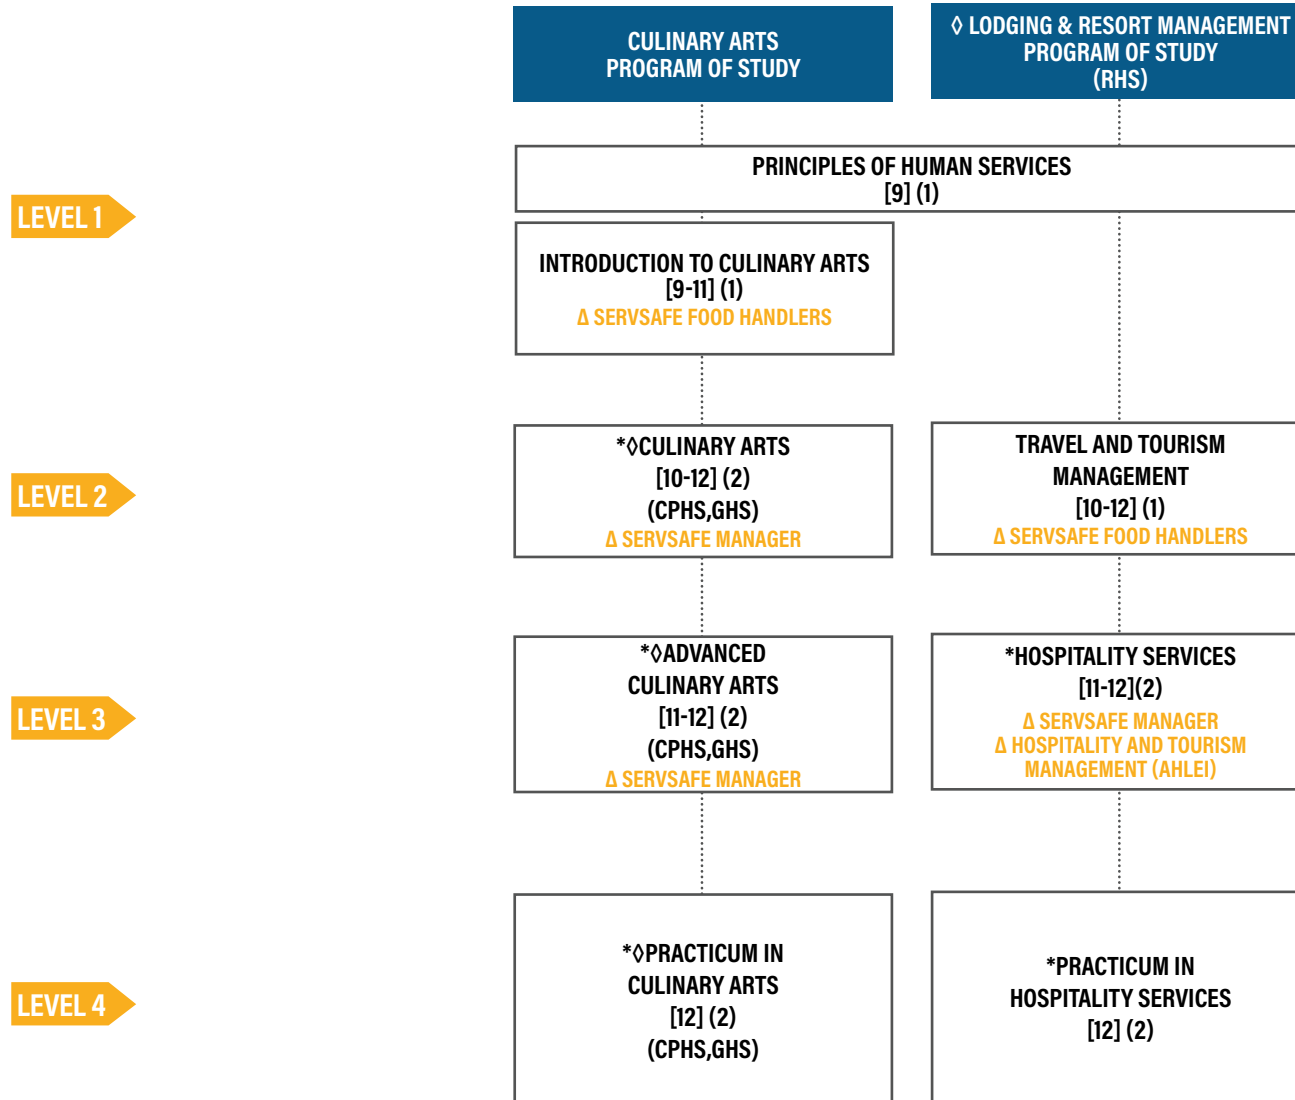 CULINARY ARTS
PROGRAM OF STUDY
◊ LODGING & RESORT MANAGEMENT
PROGRAM OF STUDY
(RHS)
LEVEL 1
PRINCIPLES OF HUMAN SERVICES
[9] (1)
INTRODUCTION TO CULINARY ARTS
[9-11] (1)
Δ SERVSAFE FOOD HANDLERS
LEVEL 2
*◊CULINARY ARTS
[10-12] (2)
(CPHS,GHS)
Δ SERVSAFE MANAGER
TRAVEL AND TOURISM
MANAGEMENT
[10-12] (1)
Δ SERVSAFE FOOD HANDLERS
LEVEL 3
*◊ADVANCED
CULINARY ARTS
[11-12] (2)
(CPHS,GHS)
Δ SERVSAFE MANAGER
*HOSPITALITY SERVICES
[11-12](2)
Δ SERVSAFE MANAGER
Δ HOSPITALITY AND TOURISM
MANAGEMENT (AHLEI)
LEVEL 4
*◊PRACTICUM IN
CULINARY ARTS
[12] (2)
(CPHS,GHS)
*PRACTICUM IN
HOSPITALITY SERVICES
[12] (2)